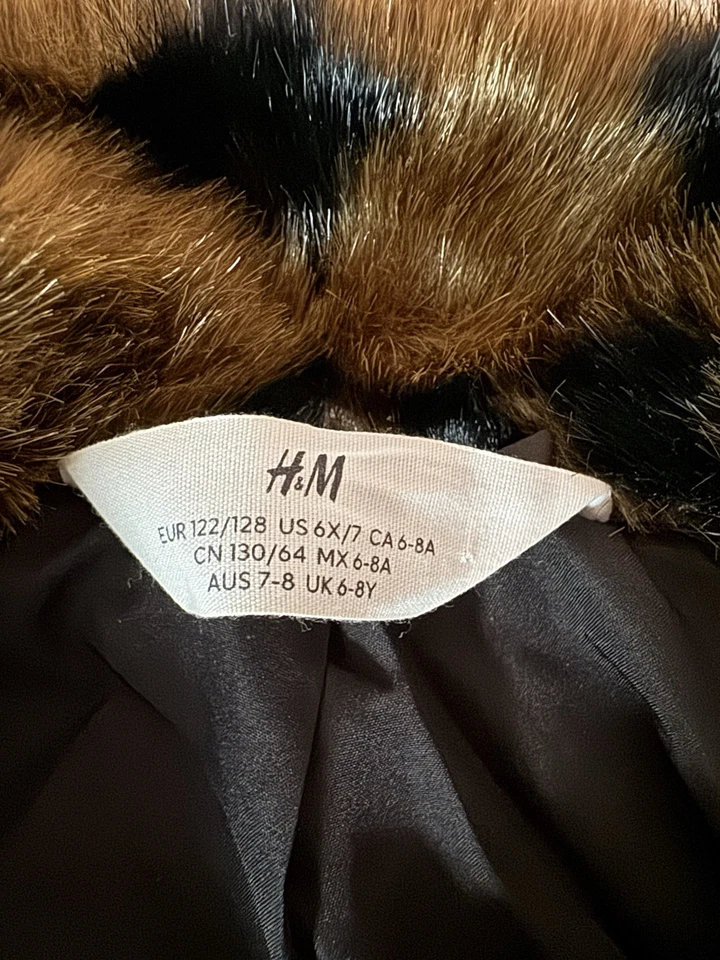 H&M
EUR 122/128 US 6X/7 CA 6-8A
CN 130/64 MX 6-8A
AUS 7-8 UK 6-8Y